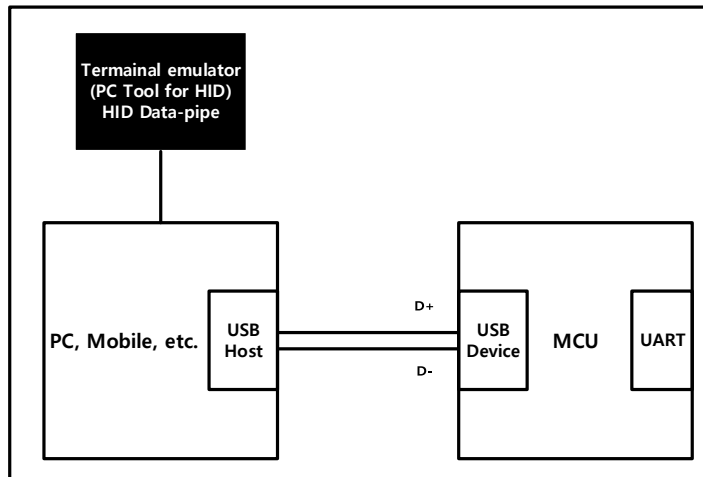 Termainal emulator
(PC Tool for HID)
HID Data-pipe
PC, Mobile, etc.
USB
Host
D+
D-
USB
Device
MCU
UART